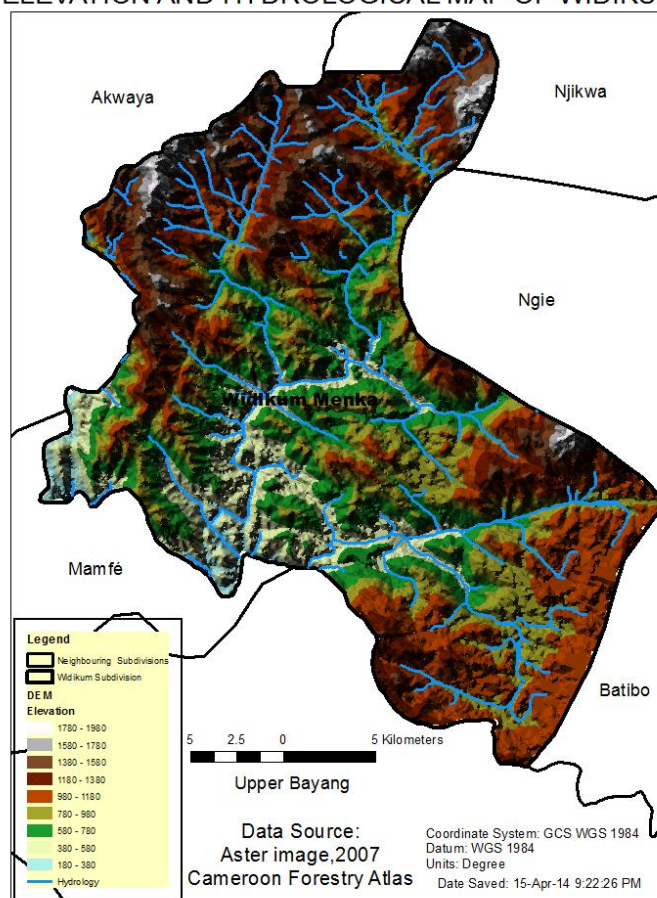 ELEVATION AND HYDROLOGICAL MAP OF WIDIKU
Akwaya
Njikwa
Ngie
Widikum Menka
Mamfé
Batibo
Legend
Neighbouring Subdivisions
Widikum Subdivision
DEM
Elevation
1780 - 1980
1580 - 1780
1380 - 1580
1180 - 1380
980 - 1180
780 - 980
580 - 780
380 - 580
180 - 380
Hydrology
5 2.5 0 5 Kilometers
Upper Bayang
Data Source:
Aster image,2007
Cameroon Forestry Atlas
Coordinate System: GCS WGS 1984
Datum: WGS 1984
Units: Degree
Date Saved: 15-Apr-14 9:22:26 PM